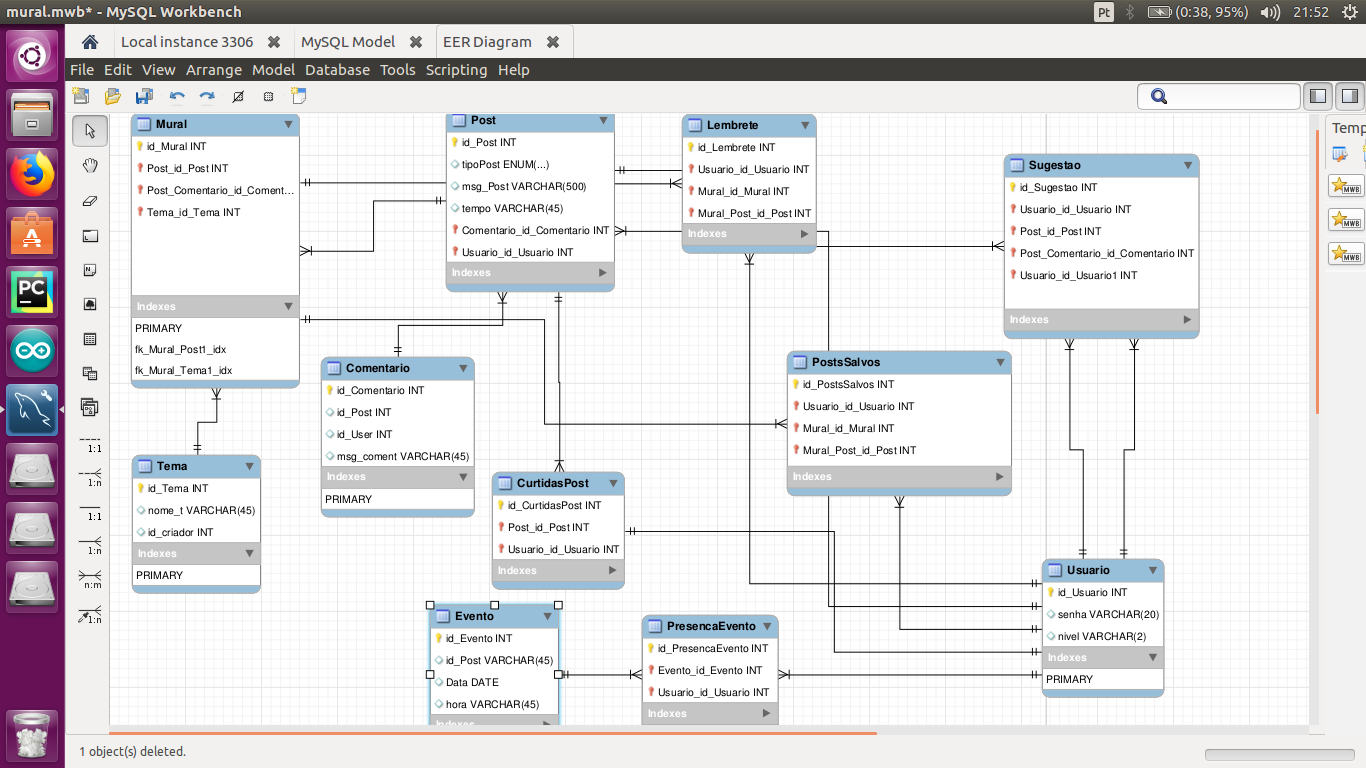 mural.mwb* - MySQL Workbench
Pt
(0:38, 95%)
21:52
Local instance 3306
MySQL Model
EER Diagram
File Edit View Arrange Model Database Tools Scripting Help
Mural
id_Mural INT
Post_id_Post INT
Post_Comentario_id_Coment...
Tema_id_Tema INT
Indexes
PRIMARY
fk_Mural_Post1_idx
fk_Mural_Tema1_idx
Post
id_Post INT
tipoPost ENUM(...)
msg_Post VARCHAR(500)
tempo VARCHAR(45)
Comentario_id_Comentario INT
Usuario_id_Usuario INT
Indexes
Lembrete
id_Lembrete INT
Usuario_id_Usuario INT
Mural_id_Mural INT
Mural_Post_id_Post INT
Indexes
Sugestao
id_Sugestao INT
Usuario_id_Usuario INT
Post_id_Post INT
Post_Comentario_id_Comentario INT
Usuario_id_Usuario1 INT
Indexes
Temp
MWB
MWB
MWB
Comentario
id_Comentario INT
id_Post INT
id_User INT
msg_coment VARCHAR(45)
Indexes
PRIMARY
PostsSalvos
id_PostsSalvos INT
Usuario_id_Usuario INT
Mural_id_Mural INT
Mural_Post_id_Post INT
Indexes
Tema
id_Tema INT
nome_t VARCHAR(45)
id_criador INT
Indexes
PRIMARY
CurtidasPost
id_CurtidasPost INT
Post_id_Post INT
Usuario_id_Usuario INT
Indexes
Usuario
id_Usuario INT
senha VARCHAR(20)
nivel VARCHAR(2)
Indexes
PRIMARY
Evento
id_Evento INT
id_Post VARCHAR(45)
Data DATE
hora VARCHAR(45)
Indexes
PresencaEvento
id_PresencaEvento INT
Evento_id_Evento INT
Usuario_id_Usuario INT
Indexes
1:1
1:n
1:1
1:n
n:m
1:n
PC
A
1 object(s) deleted.